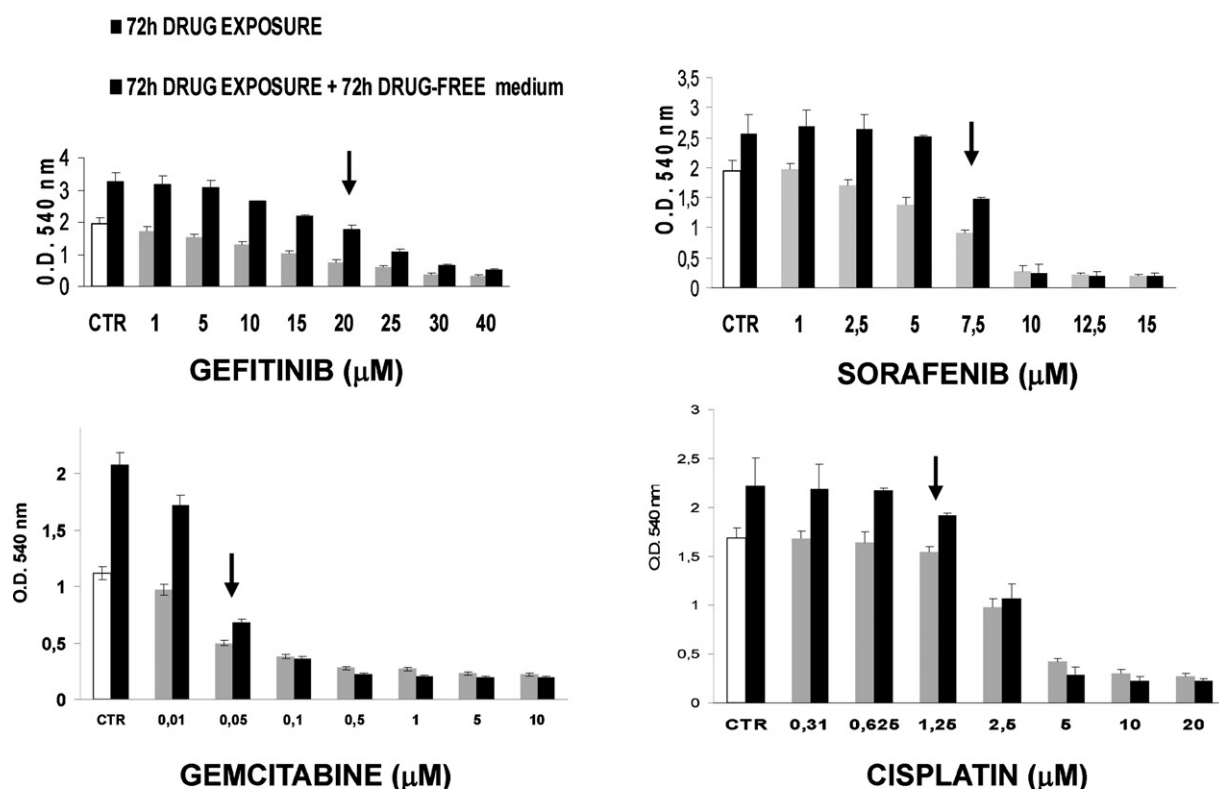 72h DRUG EXPOSURE
72h DRUG EXPOSURE + 72h DRUG-FREE medium
O.D. 540 nm
4
3
2
1
0
CTR 1 5 10 15 20 25 30 40
GEFITINIB (μM)
O.D. 540 nm
3,5
3
2,5
2
1,5
1
0,5
0
CTR 1 2,5 5 7,5 10 12,5 15
SORAFENIB (μM)
O.D. 540 nm
2
1,5
1
0,5
0
CTR 0,01 0,05 0,1 0,5 1 5 10
GEMCITABINE (μM)
O.D. 540 nm
3
2,5
2
1,5
1
0,5
0
CTR 0,31 0,625 1,25 2,5 5 10 20
CISPLATIN (μM)